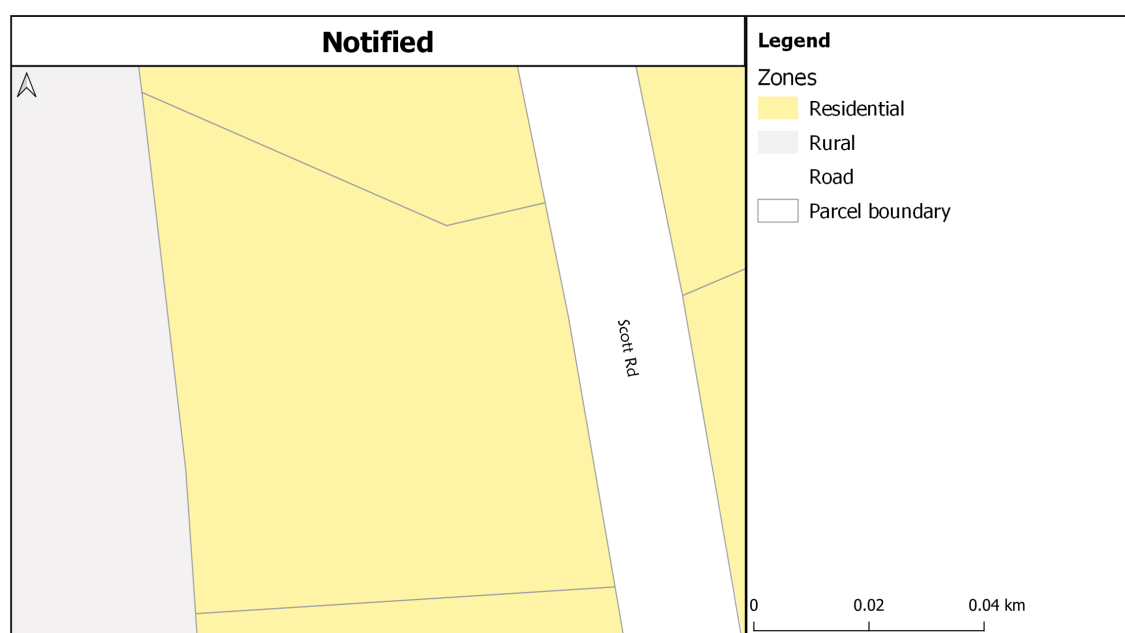 Notified
Scott Rd
Legend
Zones
Residential
Rural
Road
Parcel boundary
0 0.02 0.04 km